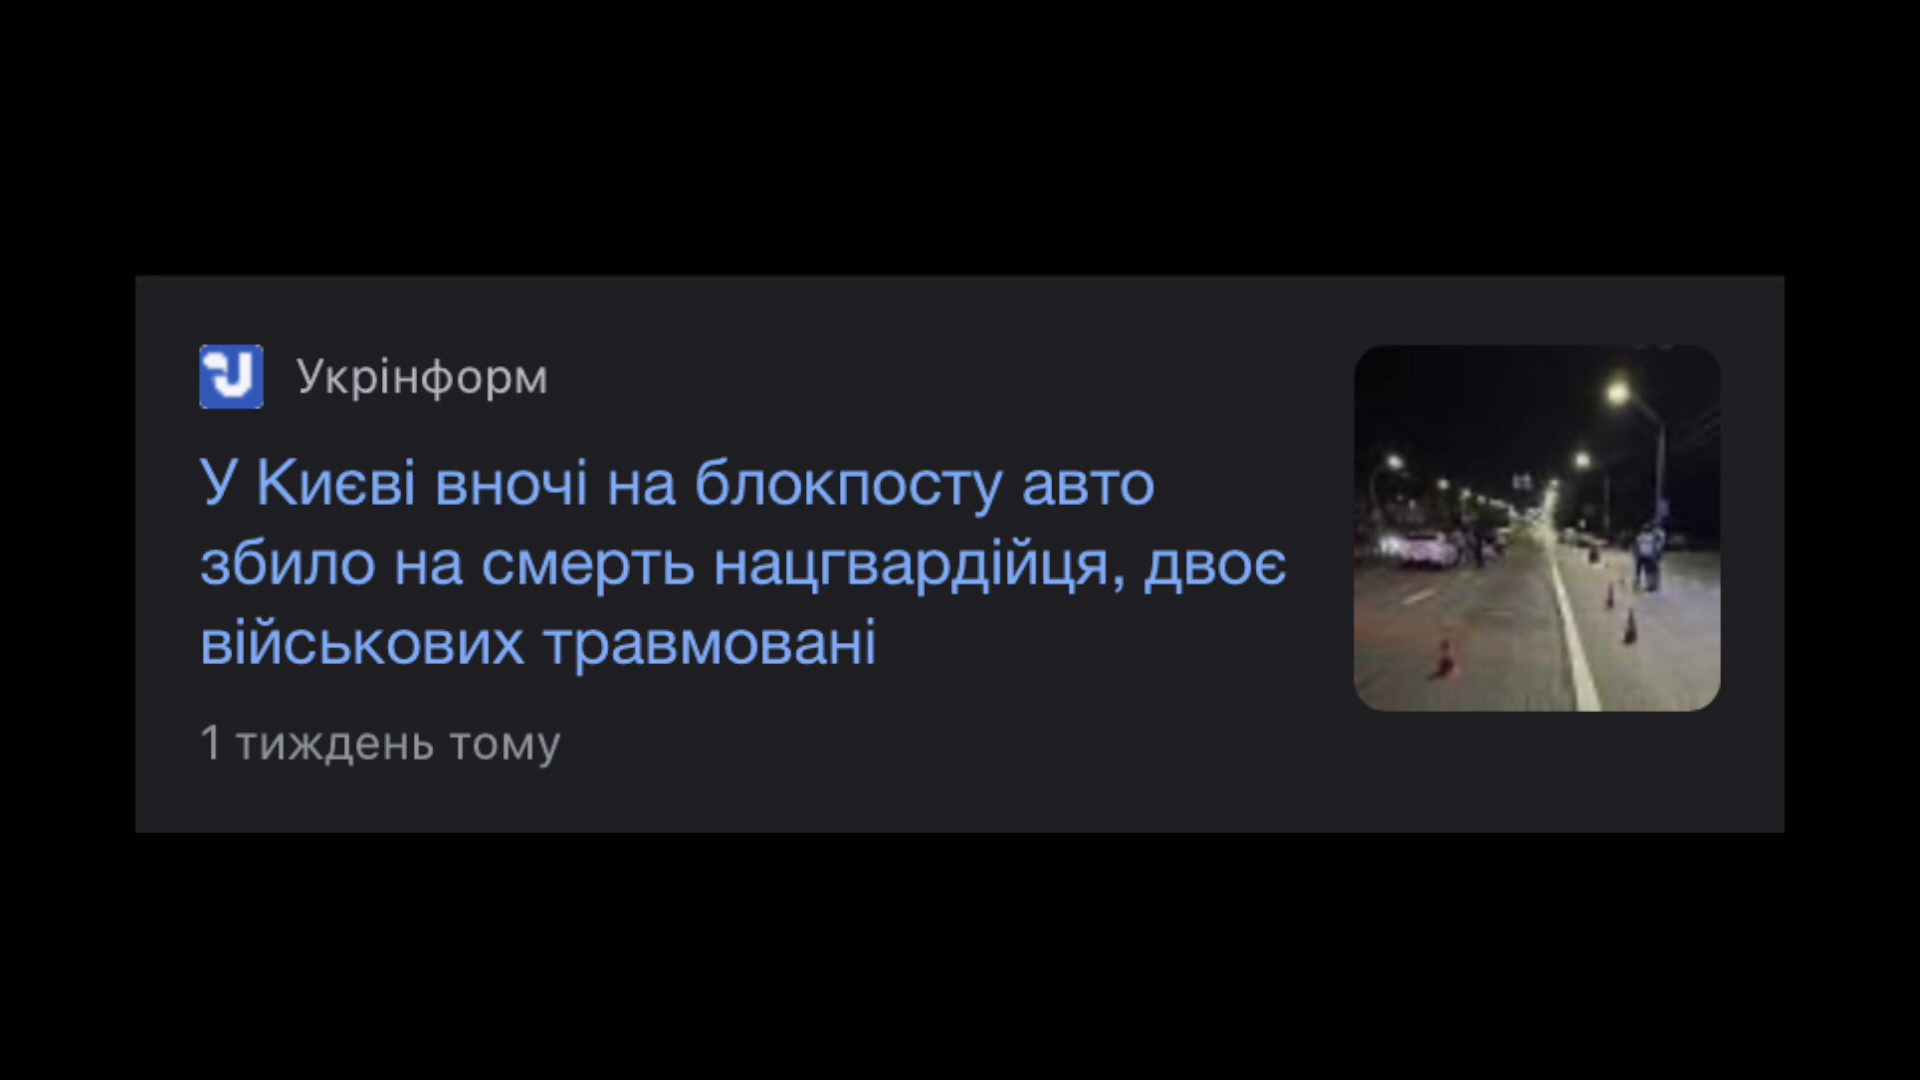 Укрінформ
У Києві вночі на блокпосту авто
збило на смерть нацгвардійця, двоє
військових травмовані
1 тиждень тому